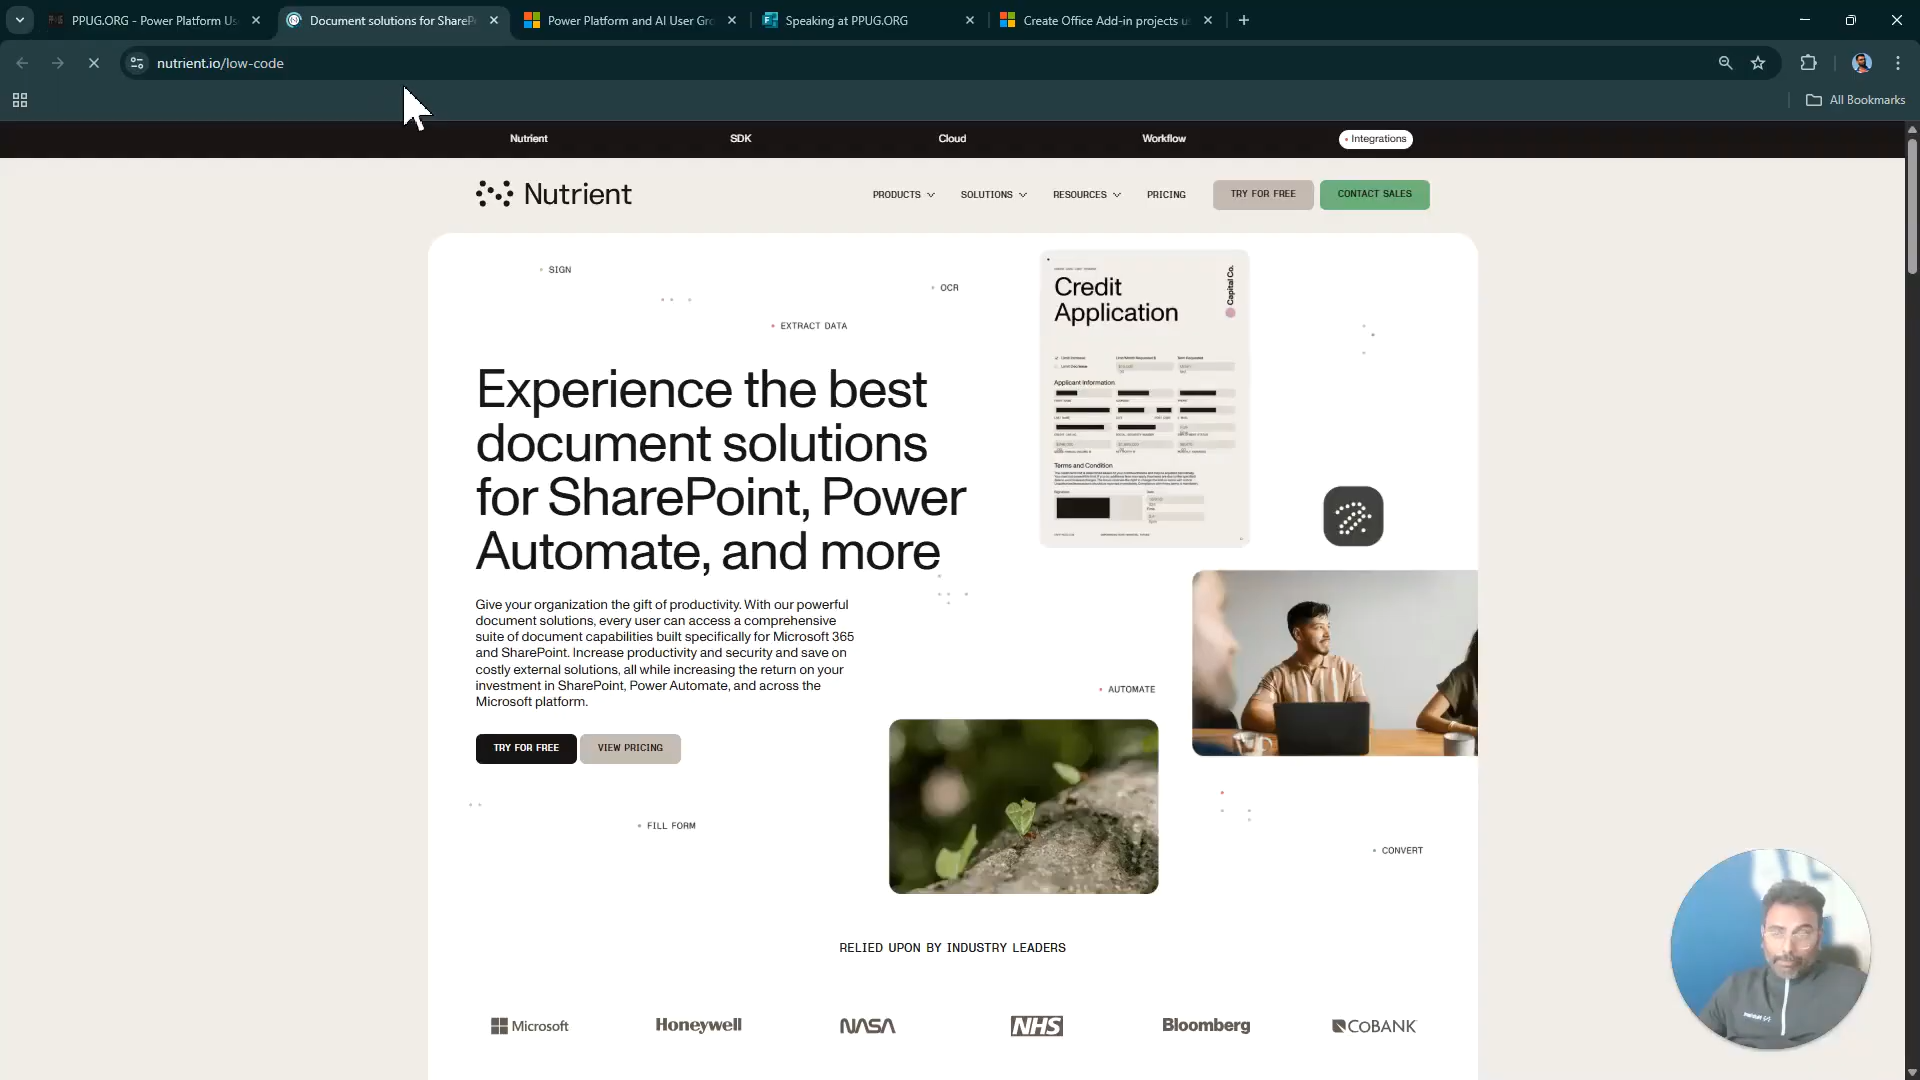 PPUG.ORG - Power Platform Us
Document solutions for ShareP
Power Platform and AI User Gro
Speaking at PPUG.ORG
Create Office Add-in projects u
nutrient.io/low-code
All Bookmarks
Nutrient
SDK
Cloud
Workflow
Integrations
Nutrient
PRODUCTS
SOLUTIONS
RESOURCES
PRICING
TRY FOR FREE
CONTACT SALES
SIGN
OCR
EXTRACT DATA
Credit
Application
Capital Co.
Applicant Information
Terms and Condition
Experience the best
document solutions
for SharePoint, Power
Automate, and more
Give your organization the gift of productivity. With our powerful
document solutions, every user can access a comprehensive
suite of document capabilities built specifically for Microsoft 365
and SharePoint. Increase productivity and security and save on
costly external solutions, all while increasing the return on your
investment in SharePoint, Power Automate, and across the
Microsoft platform.
AUTOMATE
TRY FOR FREE
VIEW PRICING
FILL FORM
CONVERT
RELIED UPON BY INDUSTRY LEADERS
Microsoft
Honeywell
NASA
NHS
Bloomberg
COBANK